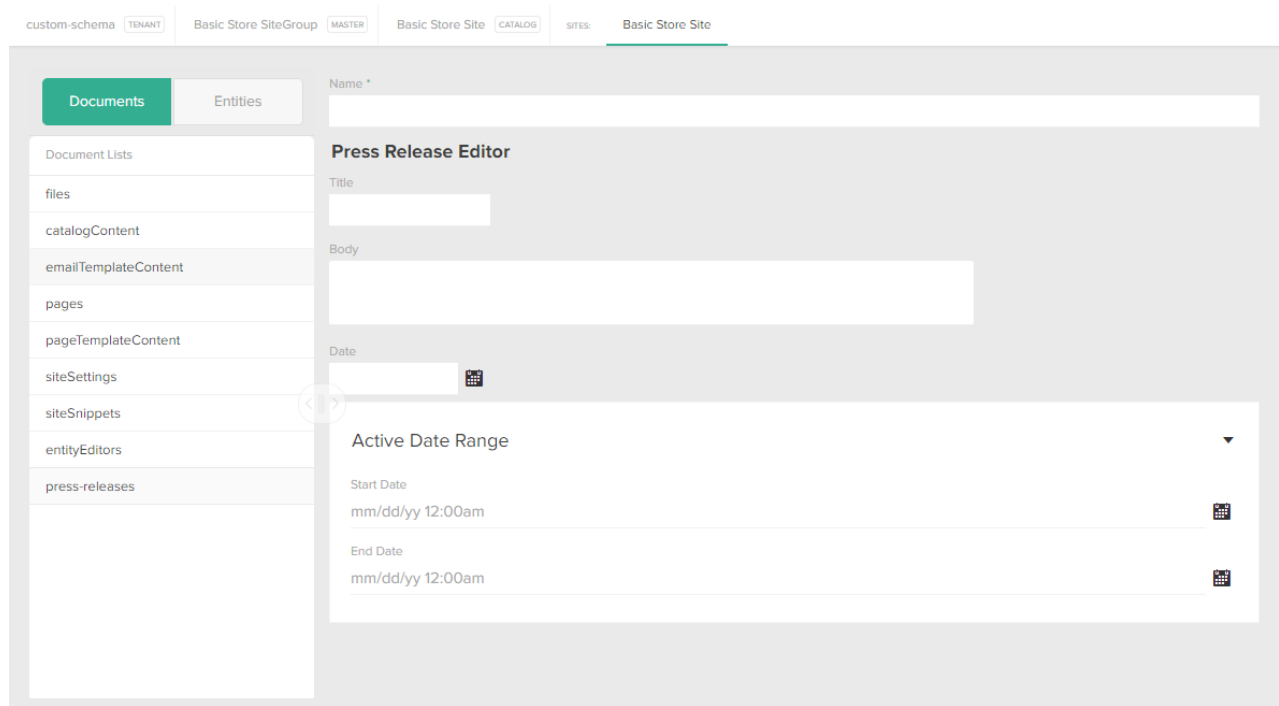 custom-schema TENANT Basic Store SiteGroup MASTER Basic Store Site CATALOG SITES: Basic Store Site
Documents Entities
Document Lists
files
catalogContent
emailTemplateContent
pages
pageTemplateContent
siteSettings
siteSnippets
entityEditors
press-releases
Name *
Press Release Editor
Title
Body
Date
Active Date Range
Start Date
mm/dd/yy 12:00am
End Date
mm/dd/yy 12:00am